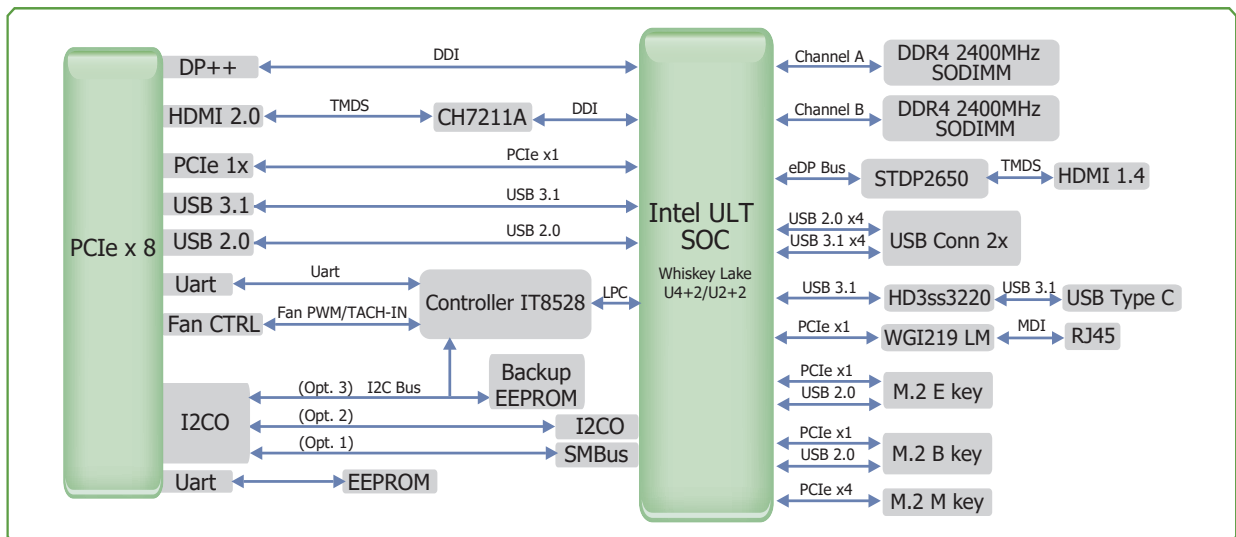 PCIe x 8
DP++
DDI
HDMI 2.0
TMDS
CH7211A
DDI
PCIe 1x
PCIe x1
USB 3.1
USB 3.1
USB 2.0
USB 2.0
Uart
Uart
Controller IT8528
LPC
Fan CTRL
Fan PWM/TACH-IN
I2CO
(Opt. 3) I2C Bus
Backup
EEPROM
(Opt. 2)
I2CO
(Opt. 1)
SMBus
Uart
EEPROM
Intel ULT
SOC
Whiskey Lake
U4+2/U2+2
Channel A
DDR4 2400MHz
SODIMM
Channel B
DDR4 2400MHz
SODIMM
eDP Bus
STDP2650
TMDS
HDMI 1.4
USB 2.0 x4
USB 3.1 x4
USB Conn 2x
USB 3.1
HD3ss3220
USB 3.1
USB Type C
PCIe x1
WGI219 LM
MDI
RJ45
PCIe x1
USB 2.0
M.2 E key
PCIe x1
USB 2.0
M.2 B key
PCIe x4
M.2 M key